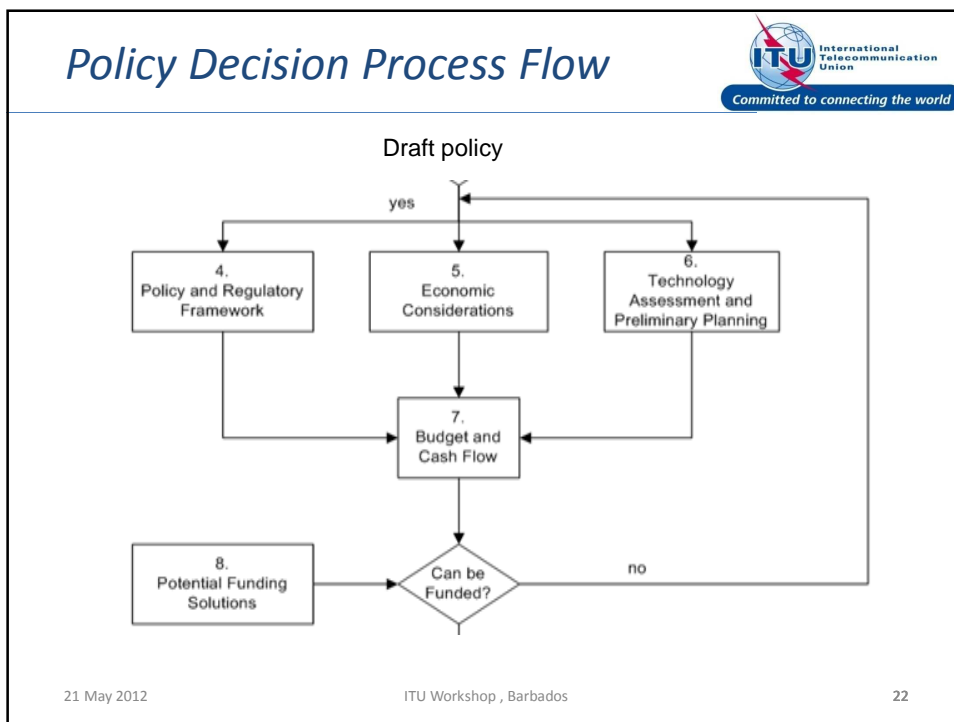 Policy Decision Process Flow
ITU
International
Telecommunication
Union
Committed to connecting the world
Draft policy
yes
4.
Policy and Regulatory
Framework
5.
Economic
Considerations
6.
Technology
Assessment and
Preliminary Planning
7.
Budget and
Cash Flow
8.
Potential Funding
Solutions
Can be
Funded?
no
21 May 2012
ITU Workshop , Barbados
22